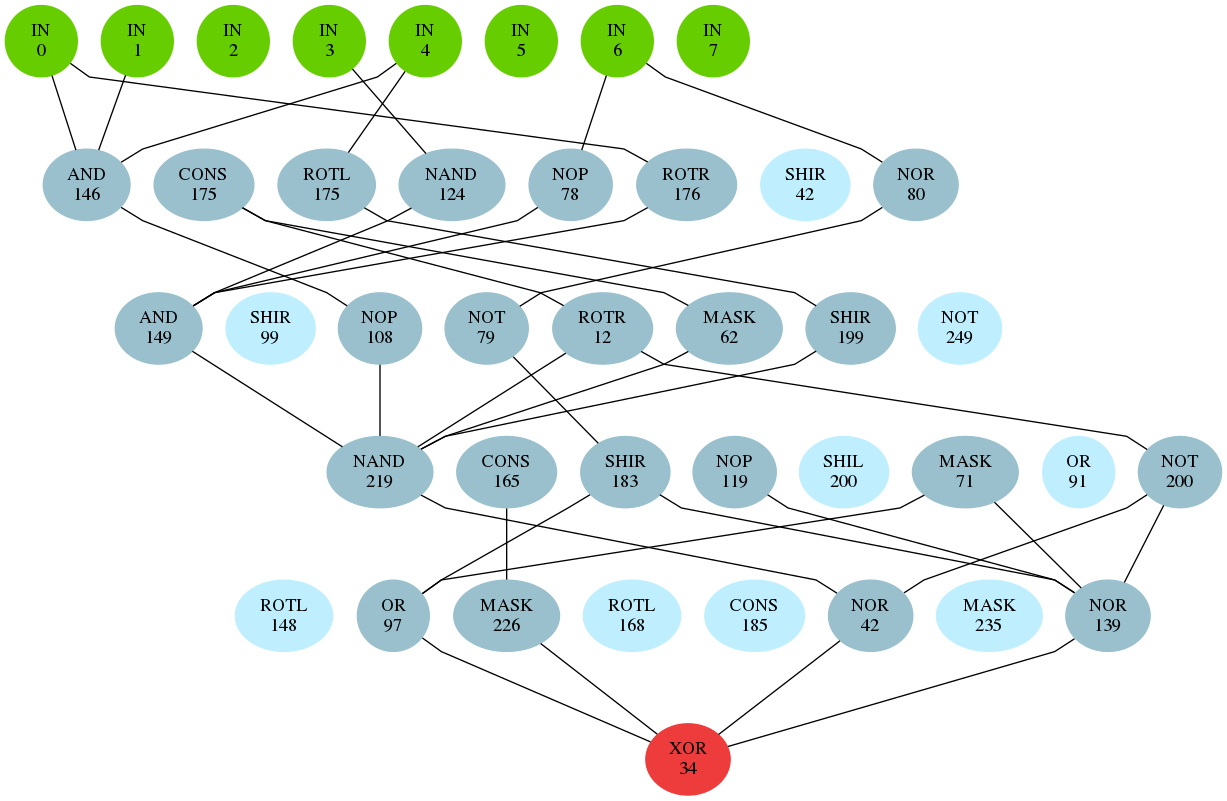 IN
0
IN
1
IN
2
IN
3
IN
4
IN
5
IN
6
IN
7
AND
146
CONS
175
ROTL
175
NAND
124
NOP
78
ROTR
176
SHIR
42
NOR
80
AND
149
SHIR
99
NOP
108
NOT
79
ROTR
12
MASK
62
SHIR
199
NOT
249
NAND
219
CONS
165
SHIR
183
NOP
119
SHIL
200
MASK
71
OR
91
NOT
200
ROTL
148
OR
97
MASK
226
ROTL
168
CONS
185
NOR
42
MASK
235
NOR
139
XOR
34